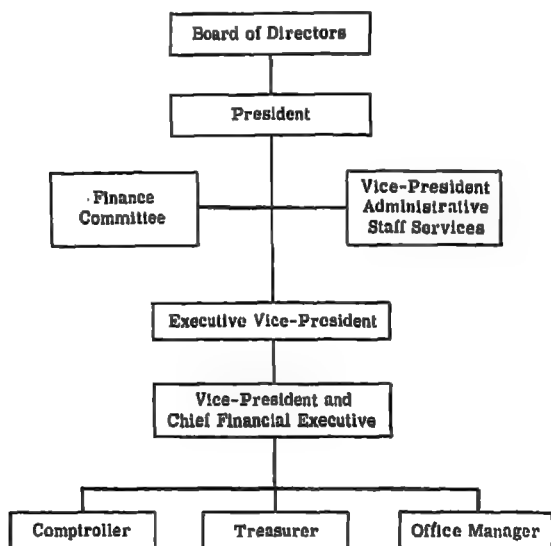 Board of Directors
President
Finance
Committee
Vice-President
Administrative
Staff Services
Executive Vice-President
Vice-President and
Chief Financial Executive
Comptroller
Treasurer
Office Manager